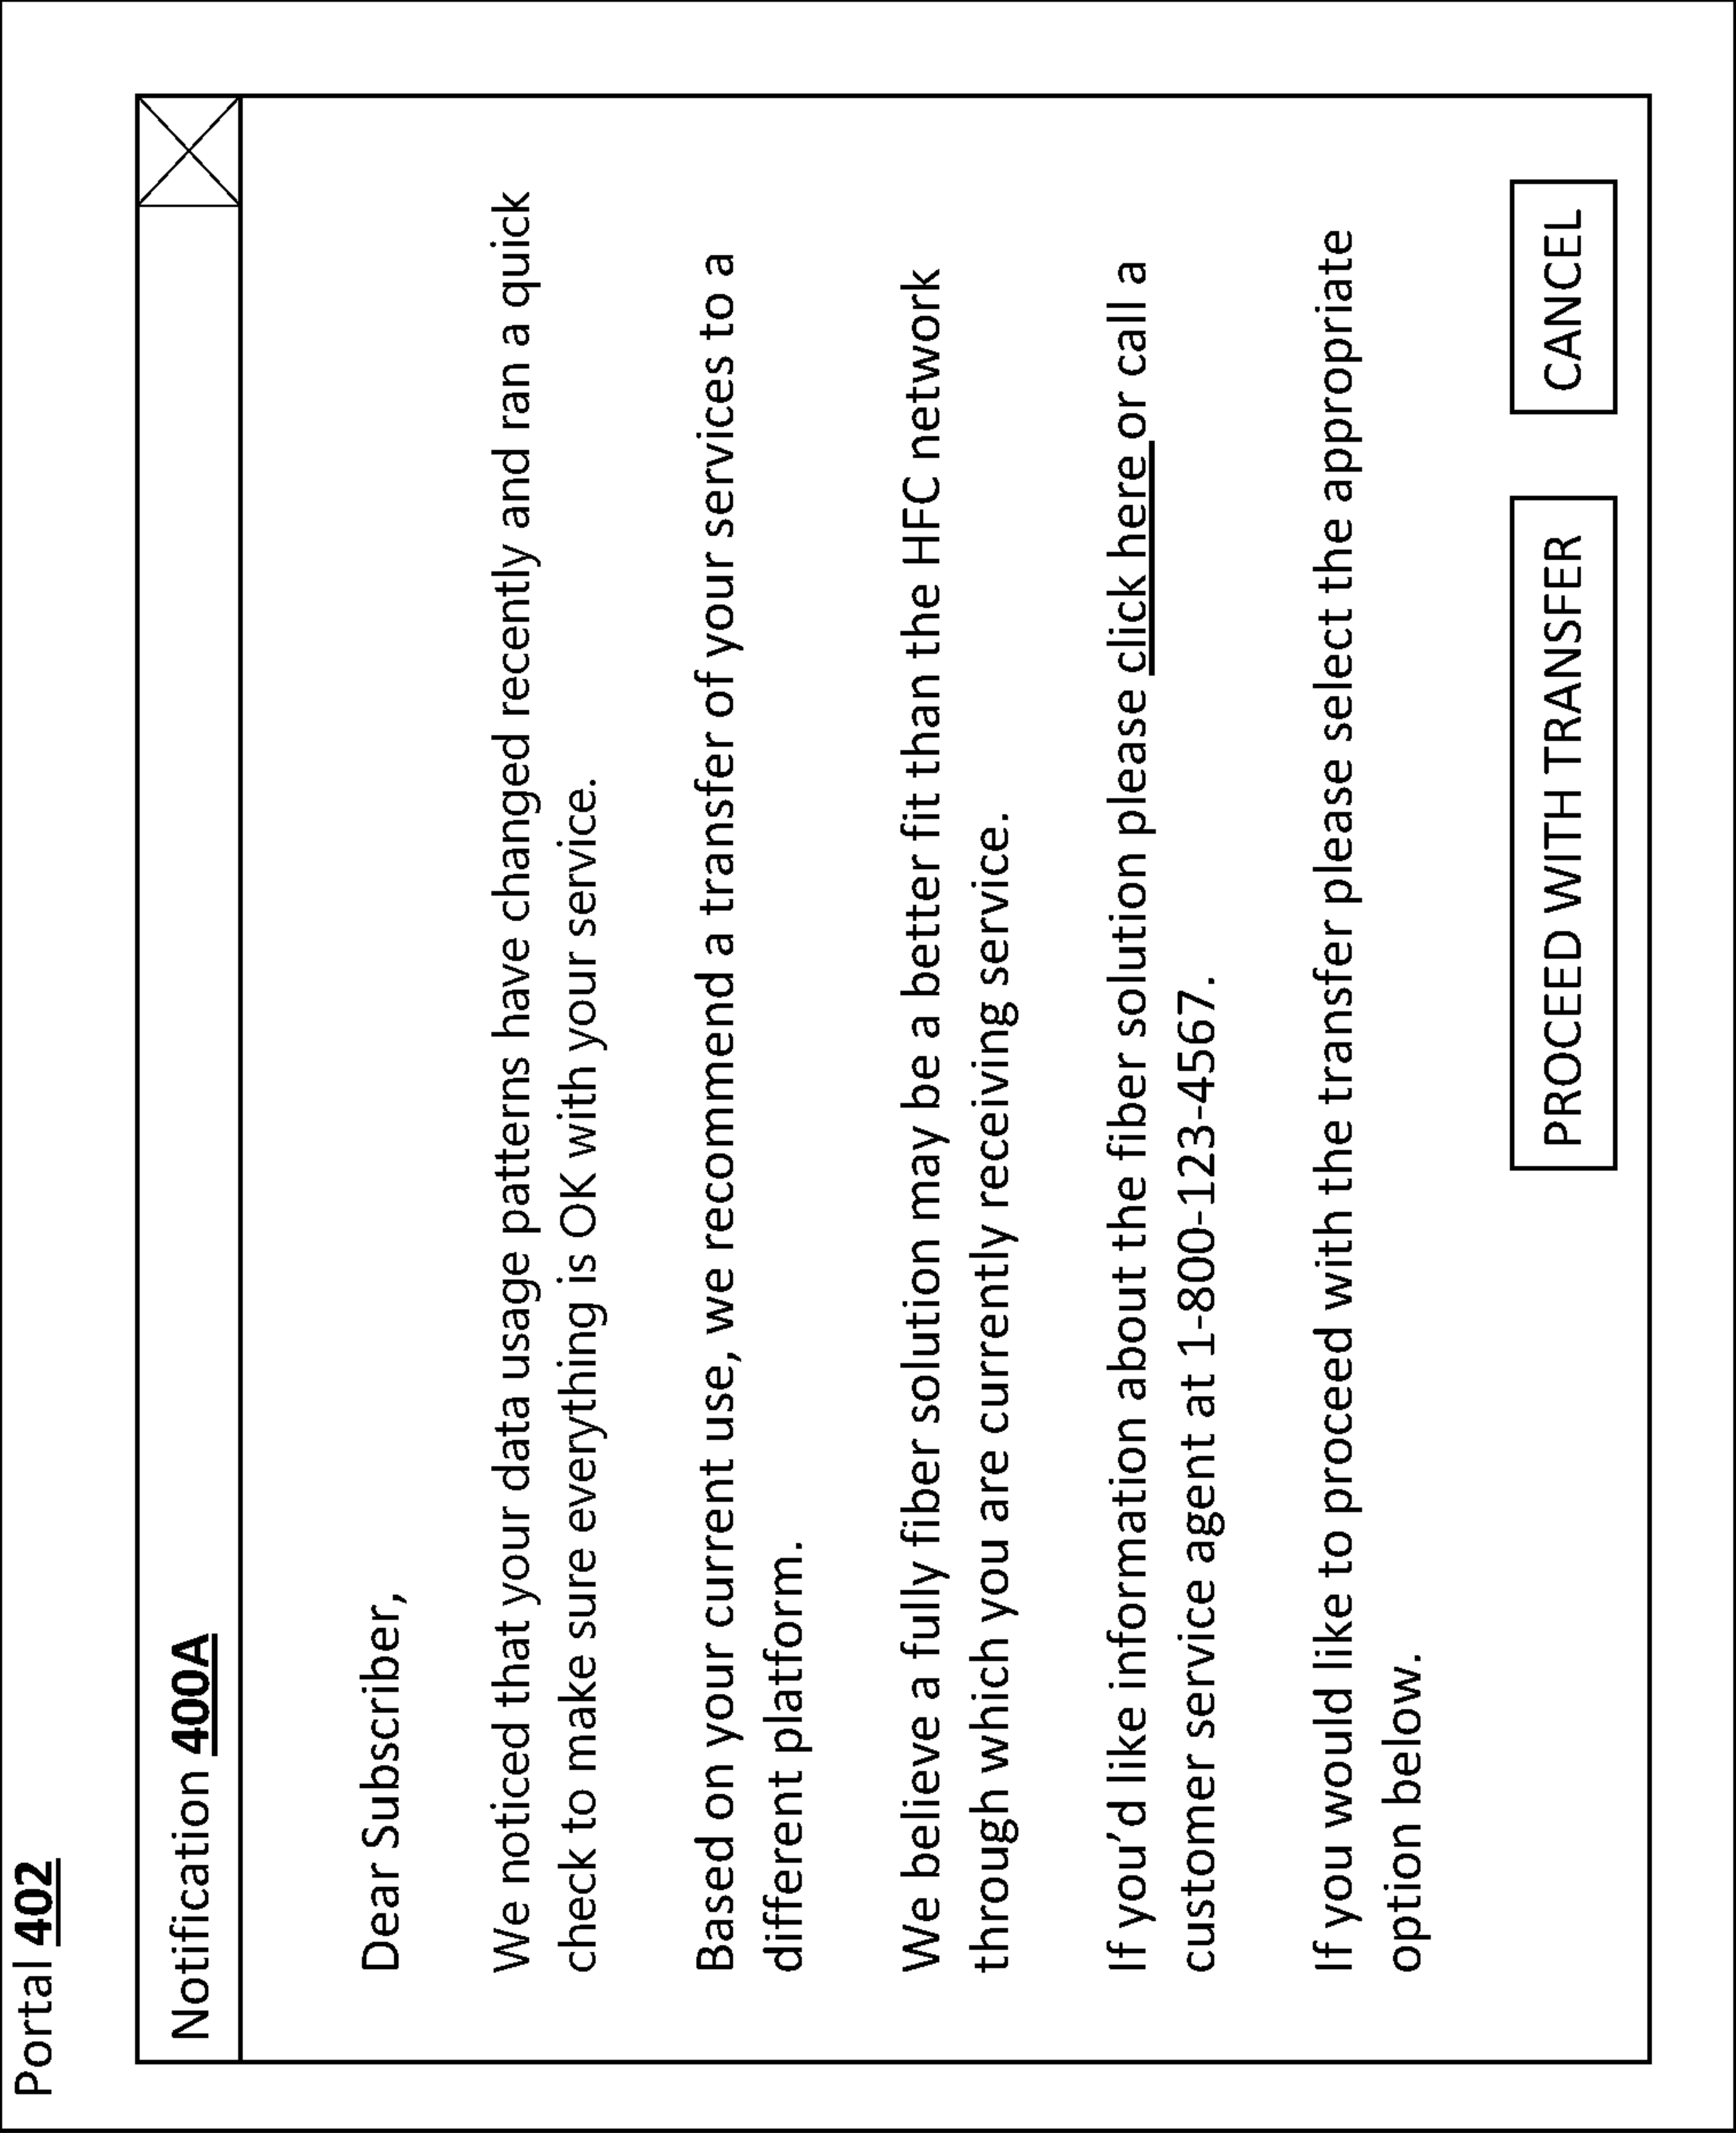 Portal 402
Notification 400A
Dear Subscriber,
We noticed that your data usage patterns have changed recently and ran a quick
check to make sure everything is OK with your service.
Based on your current use, we recommend a transfer of your services to a
different platform.
We believe a fully fiber solution may be a better fit than the HFC network
through which you are currently receiving service.
If you’d like information about the fiber solution please click here or call a
customer service agent at 1-800-123-4567.
If you would like to proceed with the transfer please select the appropriate
option below.
PROCEED WITH TRANSFER
CANCEL